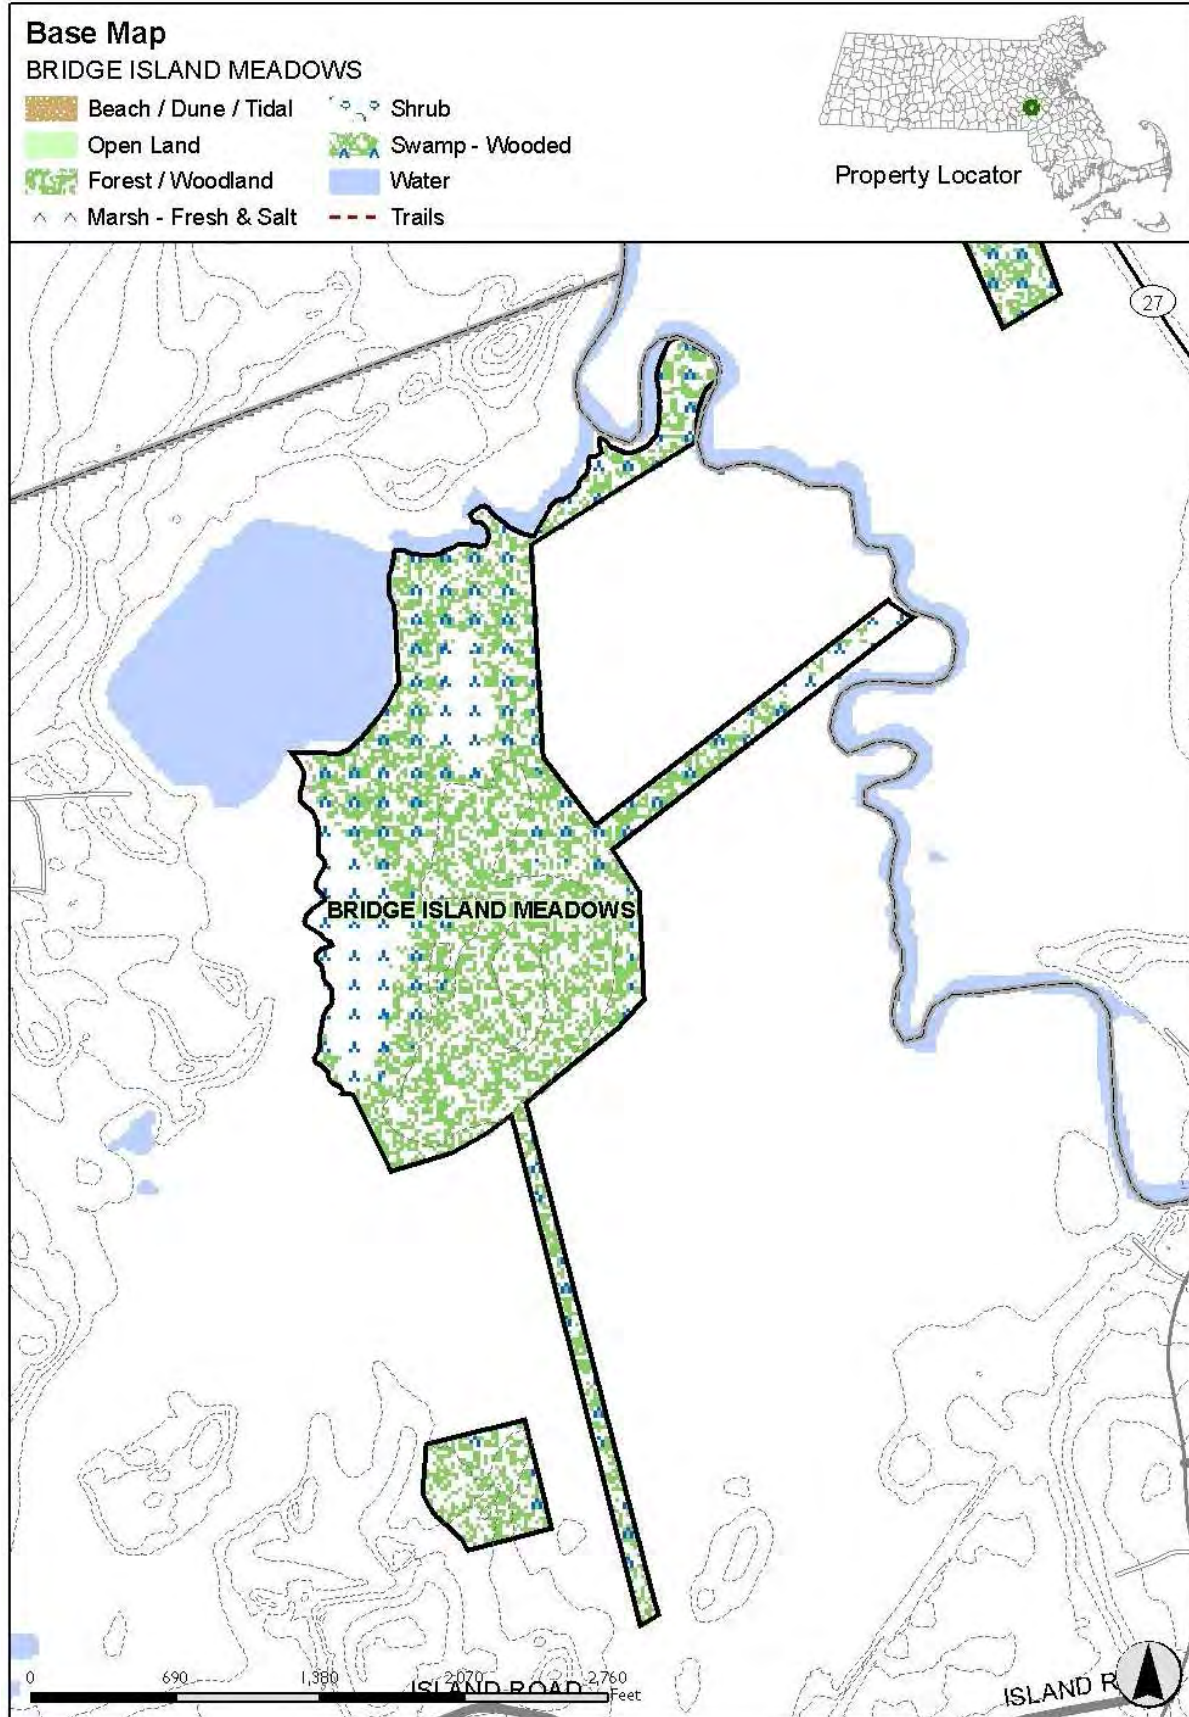 Base Map
BRIDGE ISLAND MEADOWS
Beach / Dune / Tidal
Open Land
Forest / Woodland
Marsh - Fresh & Salt
Shrub
Swamp - Wooded
Water
Trails
Property Locator
27
BRIDGE ISLAND MEADOWS
0 690 1,380 2,070 2,760
Feet
ISLAND ROAD
ISLAND R